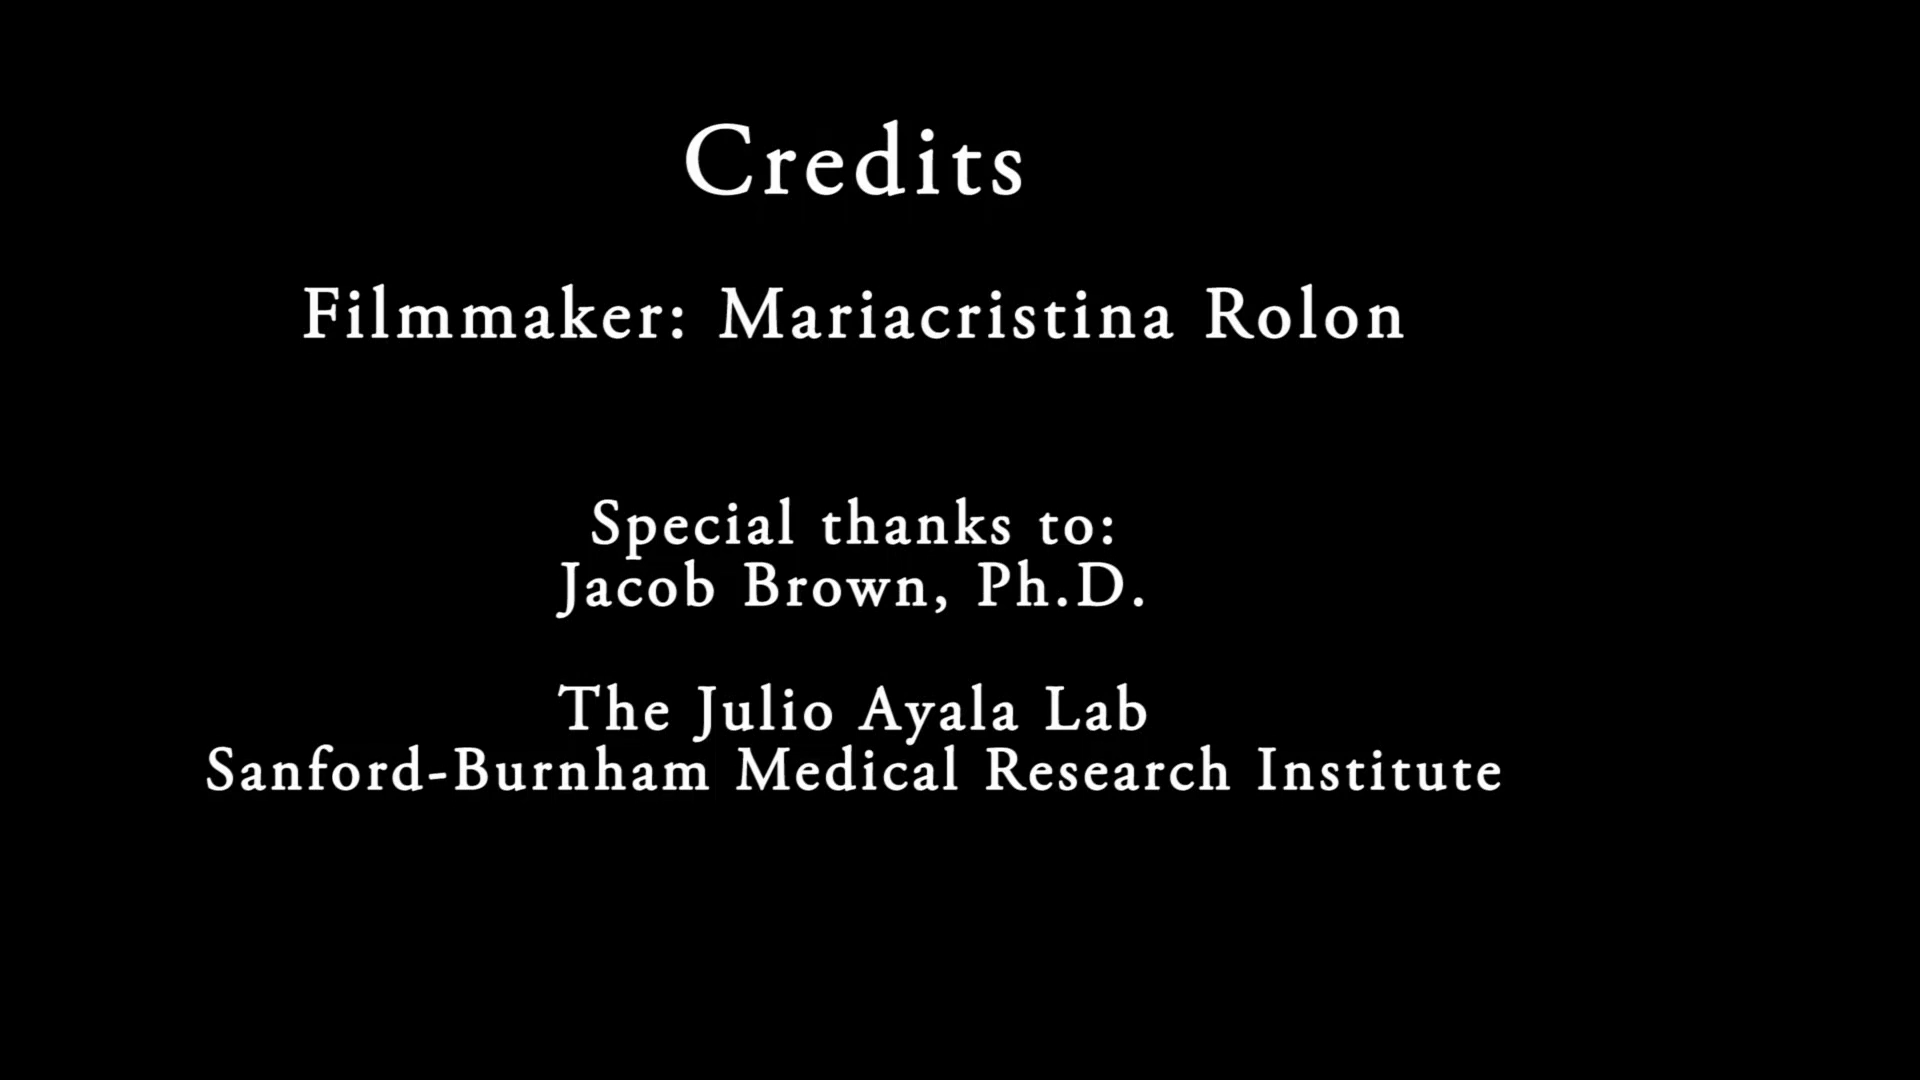 Credits
Filmmaker: Mariacristina Rolon
Special thanks to:
Jacob Brown, Ph.D.
The Julio Ayala Lab
Sanford-Burnham Medical Research Institute